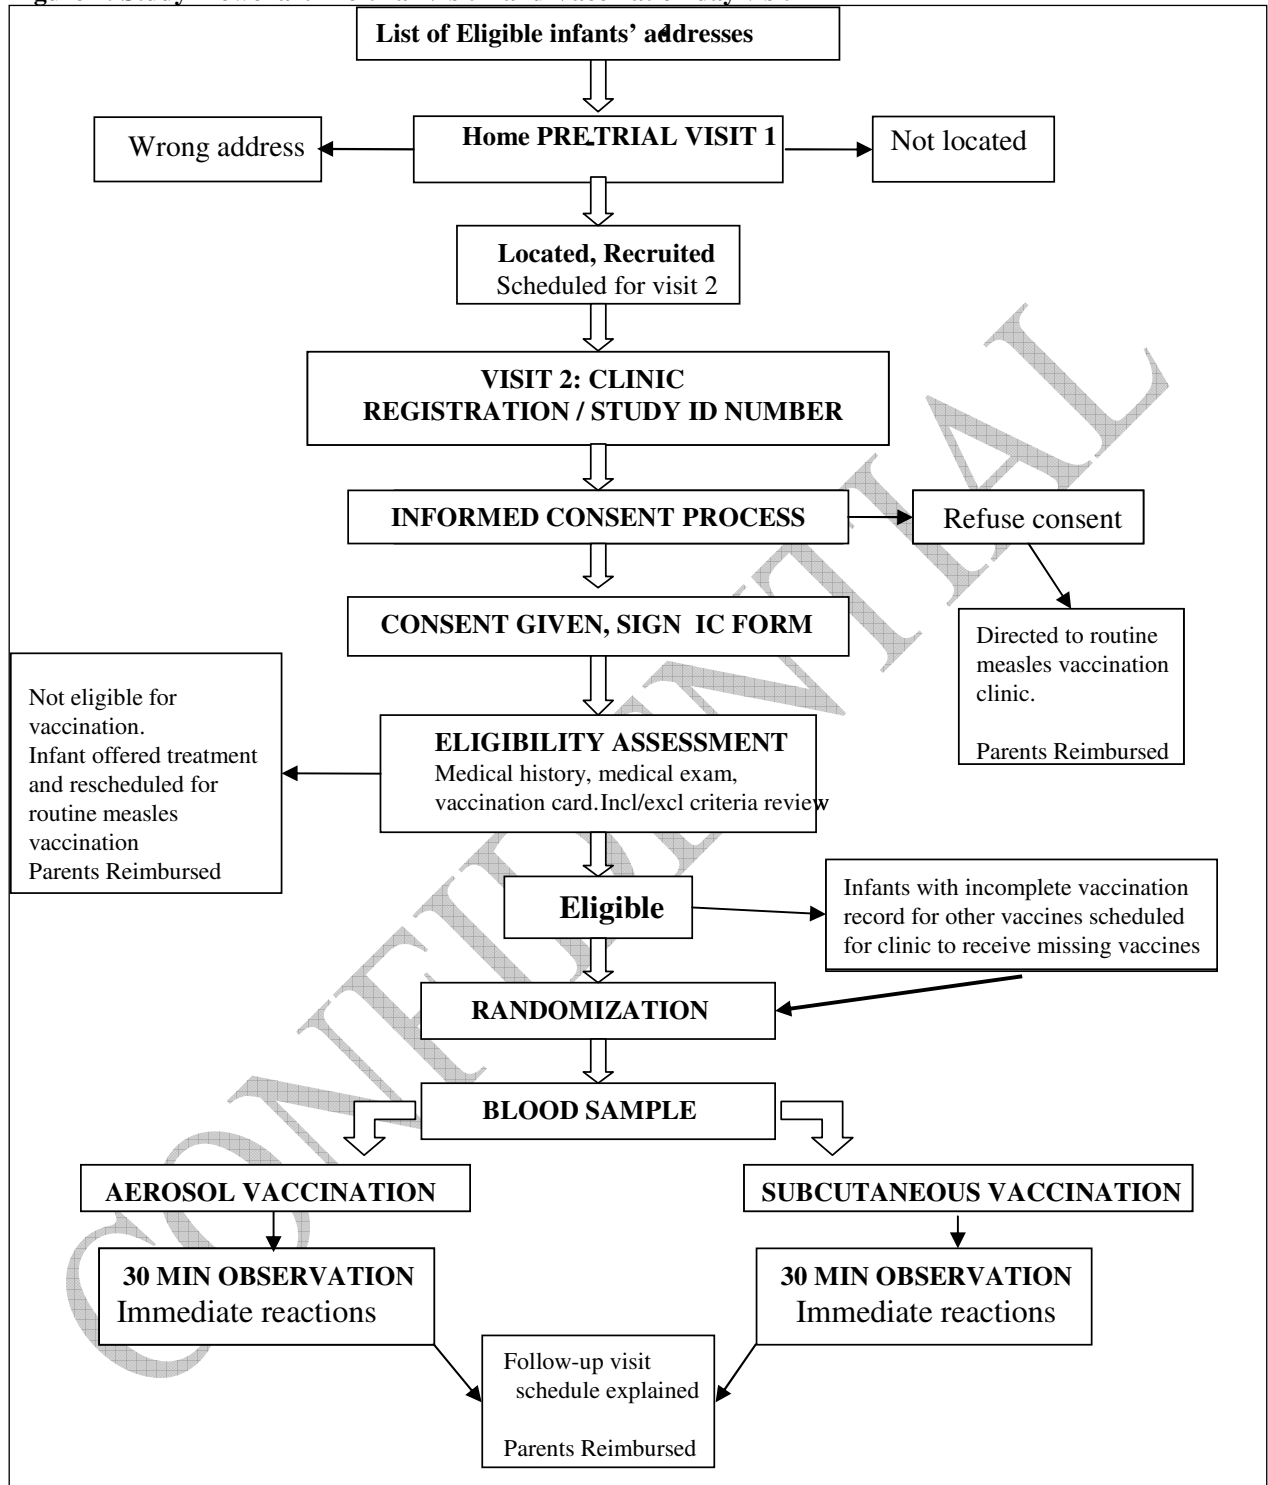 List of Eligible infants' addresses
Wrong address
Home PRE-TRIAL VISIT 1
Not located
Located, Recruited
Scheduled for visit 2
VISIT 2: CLINIC
REGISTRATION / STUDY ID NUMBER
INFORMED CONSENT PROCESS
Refuse consent
CONSENT GIVEN, SIGN IC FORM
Directed to routine
measles vaccination
clinic.
Parents Reimbursed
Not eligible for
vaccination.
Infant offered treatment
and rescheduled for
routine measles
vaccination
Parents Reimbursed
ELIGIBILITY ASSESSMENT
Medical history, medical exam,
vaccination card.Incl/excl criteria review
Eligible
Infants with incomplete vaccination
record for other vaccines scheduled
for clinic to receive missing vaccines
RANDOMIZATION
BLOOD SAMPLE
AEROSOL VACCINATION
SUBCUTANEOUS VACCINATION
30 MIN OBSERVATION
Immediate reactions
30 MIN OBSERVATION
Immediate reactions
Follow-up visit
schedule explained
Parents Reimbursed
CONFIDENTIAL